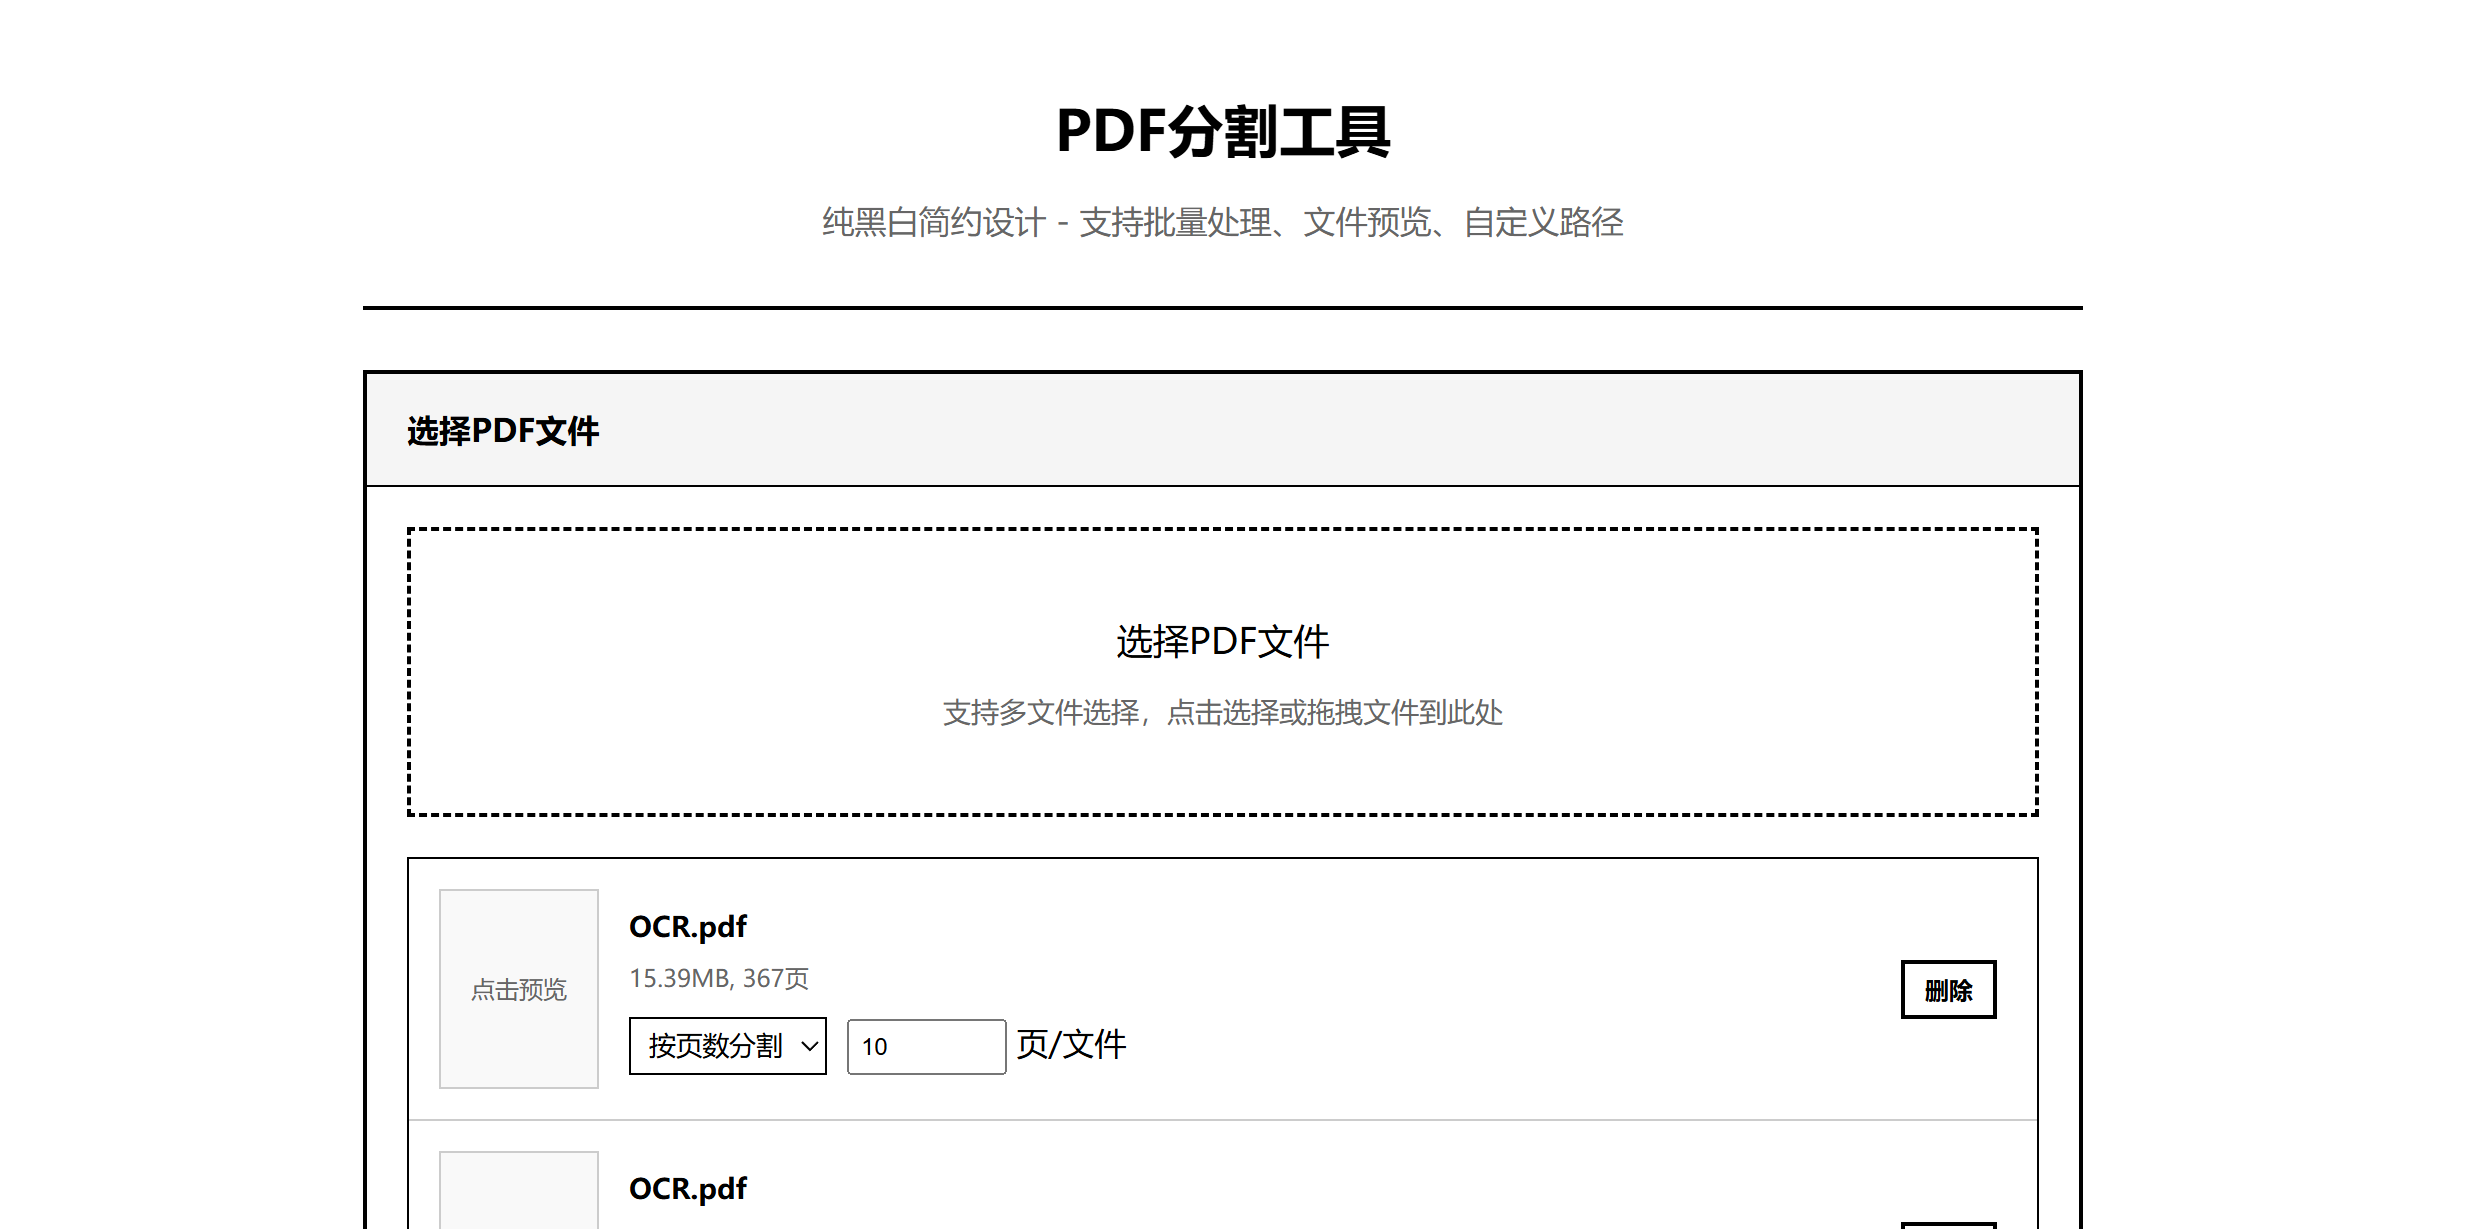 PDF分割工具
纯黑白简约设计 - 支持批量处理、文件预览、自定义路径
选择PDF文件
选择PDF文件
支持多文件选择，点击选择或拖拽文件到此处
点击预览
OCR.pdf
15.39MB, 367页
按页数分割
10
页/文件
删除
OCR.pdf